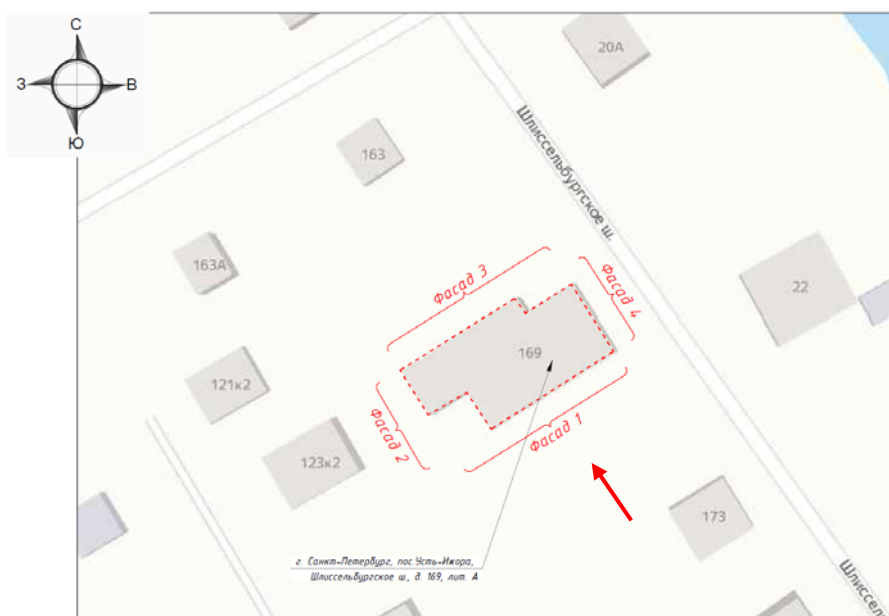 С
З
В
Ю
20А
163
Шлиссельбургское ш.
163А
Фасад 3
Фасад 4
22
169
121к2
Фасад 2
Фасад 1
123к2
173
г. Санкт-Петербург, пос.Усть-Ижора,
Шлиссельбургское ш., д. 169, лит. А
Шлиссель